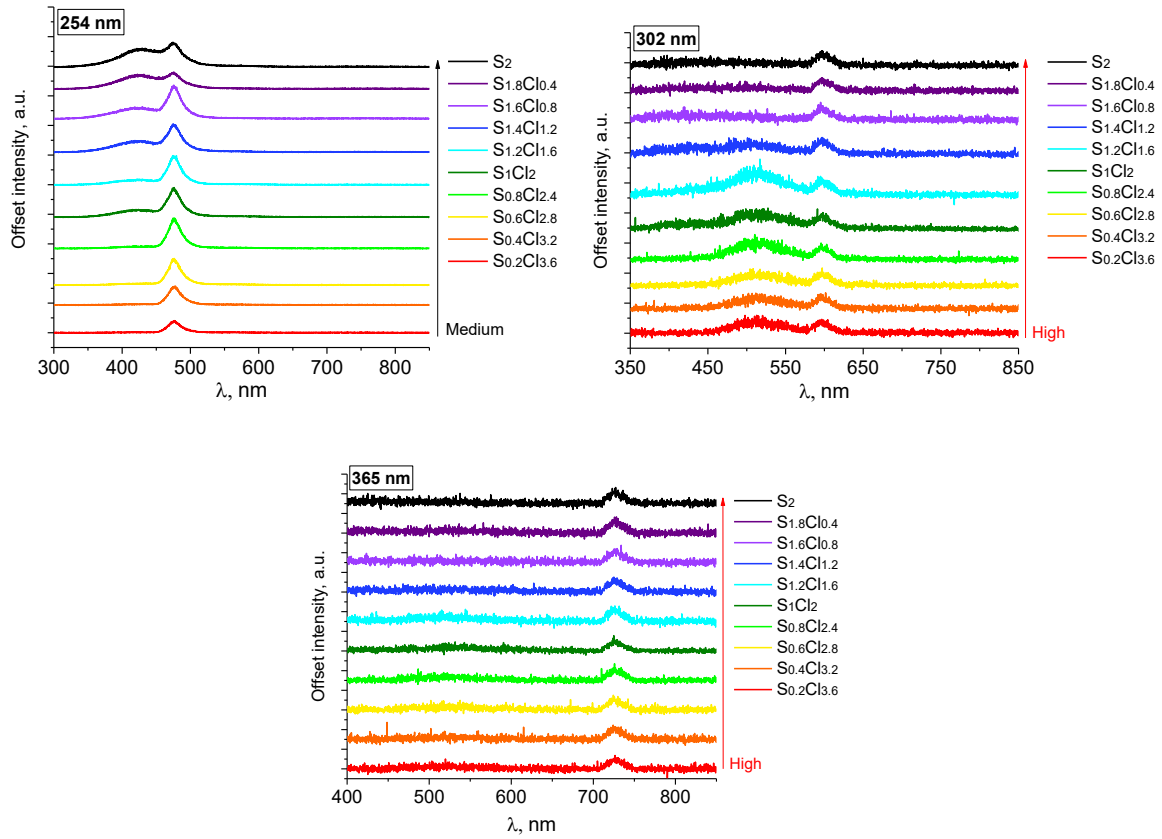 254 nm
Offset intensity, a.u.
S2
S1.8Cl0.4
S1.6Cl0.8
S1.4Cl1.2
S1.2Cl1.6
S1Cl2
S0.8Cl2.4
S0.6Cl2.8
S0.4Cl3.2
S0.2Cl3.6
Medium
300 400 500 600 700 800
λ, nm
302 nm
Offset intensity, a.u.
S2
S1.8Cl0.4
S1.6Cl0.8
S1.4Cl1.2
S1.2Cl1.6
S1Cl2
S0.8Cl2.4
S0.6Cl2.8
S0.4Cl3.2
S0.2Cl3.6
High
350 450 550 650 750 850
λ, nm
365 nm
Offset intensity, a.u.
S2
S1.8Cl0.4
S1.6Cl0.8
S1.4Cl1.2
S1.2Cl1.6
S1Cl2
S0.8Cl2.4
S0.6Cl2.8
S0.4Cl3.2
S0.2Cl3.6
High
400 500 600 700 800
λ, nm